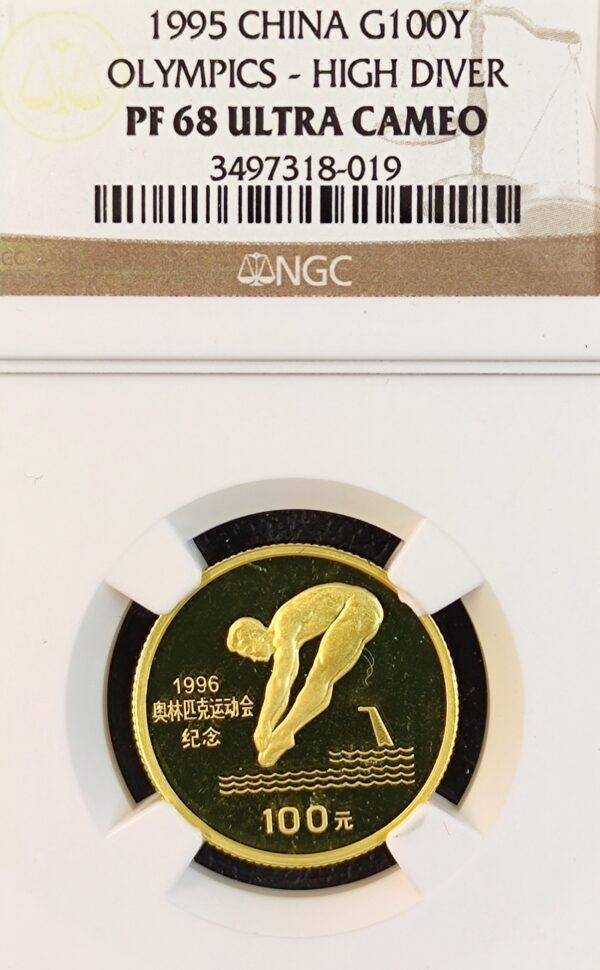 1995 CHINA G100Y
OLYMPICS - HIGH DIVER
PF 68 ULTRA CAMEO
3497318-019
GC
NGC
1996
奥林匹克运动会
纪念
100元